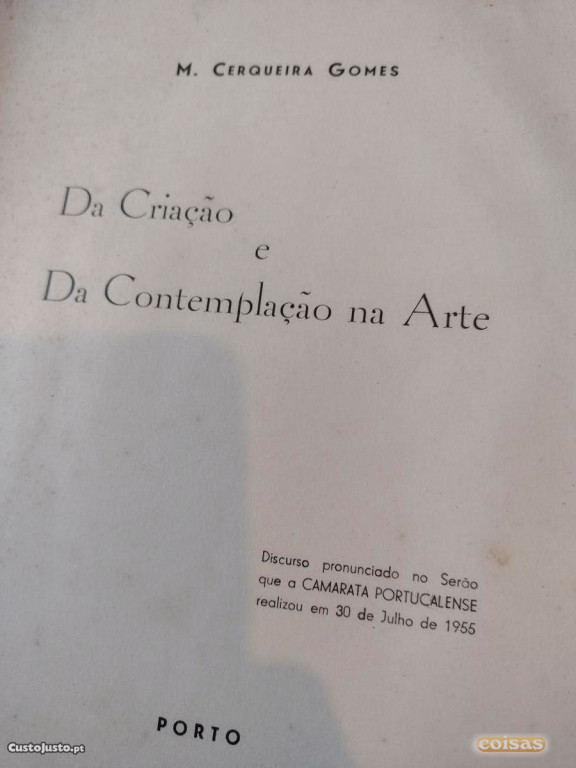 M. CERQUEIRA GOMES
Da Criação
e
Da Contemplação na Arte
Discurso pronunciado no Serão
que a CAMARATA PORTUCALENSE
realizou em 30 de Julho de 1955
PORTO
CustoJusto.pt
coisas